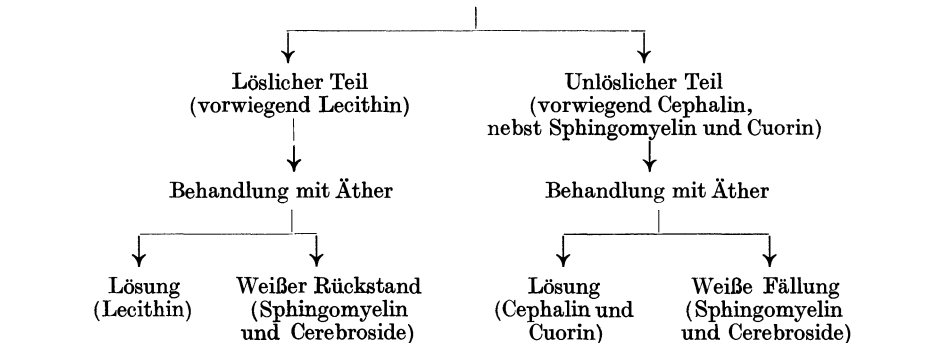 Löslicher Teil
(vorwiegend Lecithin)
Unlöslicher Teil
(vorwiegend Cephalin,
nebst Sphingomyelin und Cuorin)
Behandlung mit Äther
Behandlung mit Äther
Lösung
(Lecithin)
Weißer Rückstand
(Sphingomyelin
und Cerebroside)
Lösung
(Cephalin und
Cuorin)
Weiße Fällung
(Sphingomyelin
und Cerebroside)